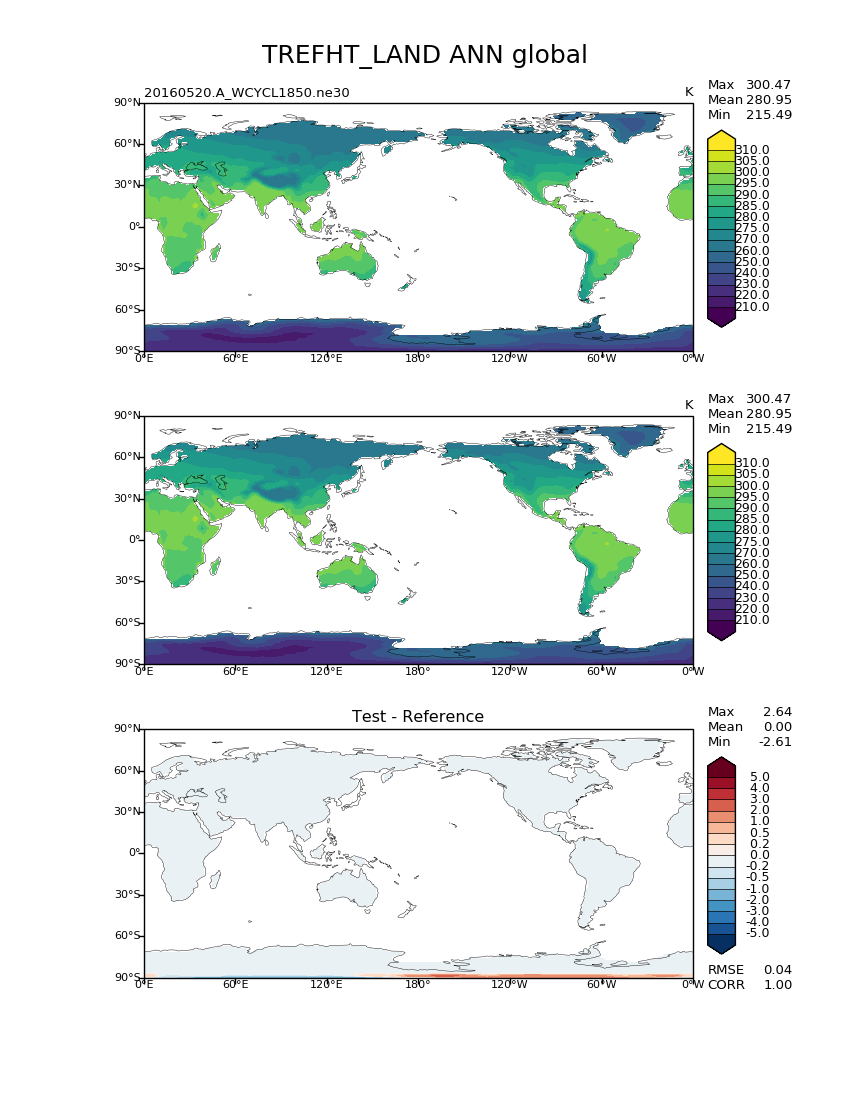 TREFHT_LAND ANN global
20160520.A_WCYCL1850.ne30 K
Max 300.47
Mean 280.95
Min 215.49
90°N
60°N
30°N
0°
30°S
60°S
90°S
0°E 60°E 120°E 180° 120°W 60°W 0°W
310.0
305.0
300.0
295.0
290.0
285.0
280.0
275.0
270.0
260.0
250.0
240.0
230.0
220.0
210.0
K
Max 300.47
Mean 280.95
Min 215.49
90°N
60°N
30°N
0°
30°S
60°S
90°S
0°E 60°E 120°E 180° 120°W 60°W 0°W
310.0
305.0
300.0
295.0
290.0
285.0
280.0
275.0
270.0
260.0
250.0
240.0
230.0
220.0
210.0
Test - Reference
Max 2.64
Mean 0.00
Min -2.61
90°N
60°N
30°N
0°
30°S
60°S
90°S
0°E 60°E 120°E 180° 120°W 60°W 0°W
5.0
4.0
3.0
2.0
1.0
0.5
0.2
0.0
-0.2
-0.5
-1.0
-2.0
-3.0
-4.0
-5.0
RMSE 0.04
CORR 1.00